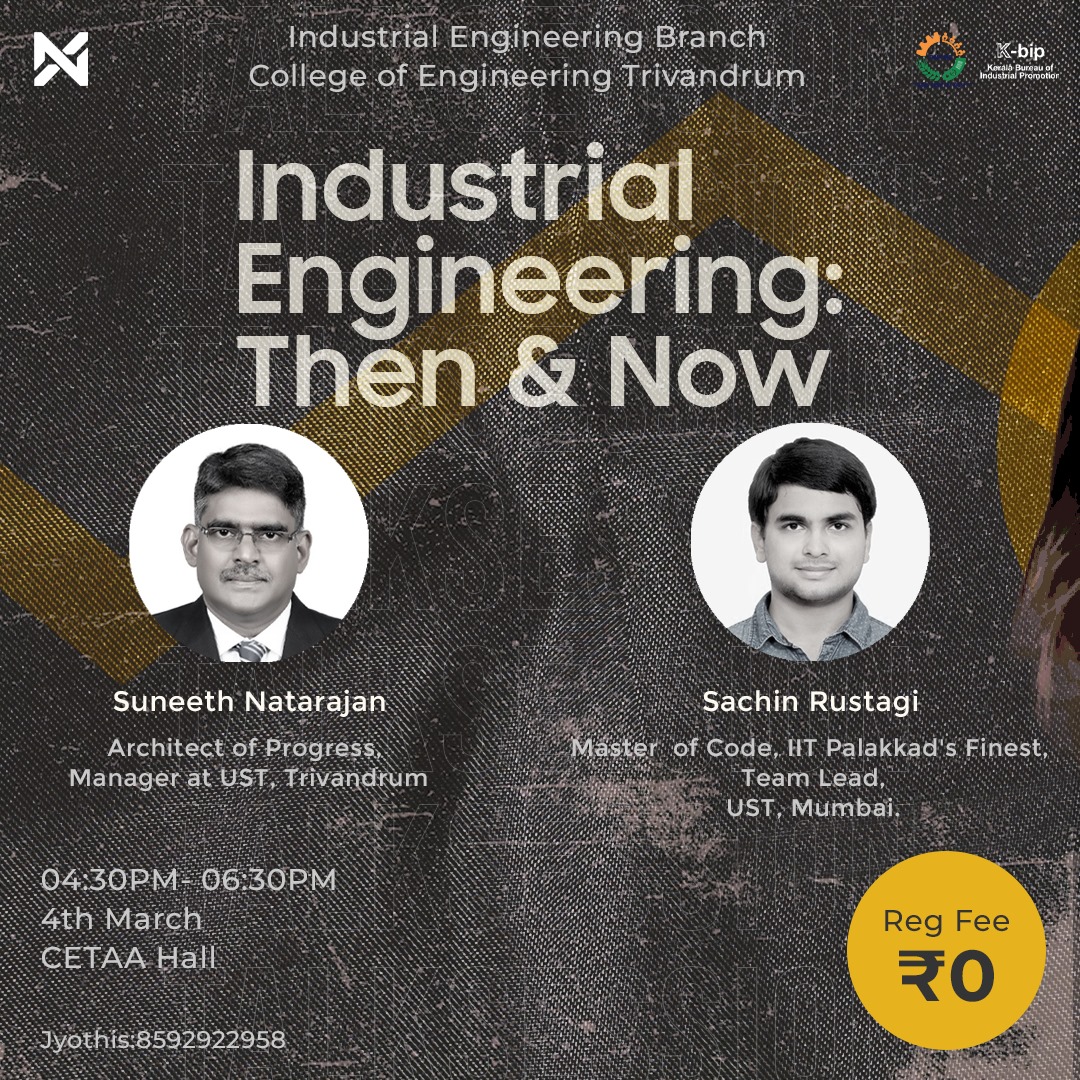 Industrial Engineering Branch
College of Engineering Trivandrum
K-bip
Kerala Bureau of
Industrial Promotion
Industrial
Engineering:
Then & Now
Suneeth Natarajan
Architect of Progress,
Manager at UST, Trivandrum
Sachin Rustagi
Master of Code, IIT Palakkad's Finest,
Team Lead,
UST, Mumbai.
04:30PM- 06:30PM
4th March
CETAA Hall
Jyothis:8592922958
Reg Fee
₹0